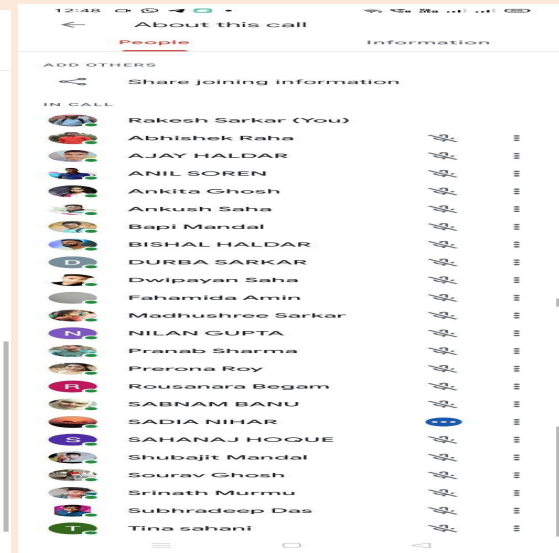 12:48
About this call
People Information
ADD OTHERS
Share joining information
IN CALL
Rakesh Sarkar (You)
Abhishek Raha
AJAY HALDAR
ANIL SOREN
Ankita Ghosh
Ankush Saha
Bapi Mandal
BISHAL HALDAR
D DURBA SARKAR
Dwipayan Saha
Fahamida Amin
Madhushree Sarkar
N NILAN GUPTA
Pranab Sharma
Prerona Roy
R Rousanara Begam
SABNAM BANU
SADIA NIHAR
S SAHANAJ HOQUE
Shubajit Mandal
Sourav Ghosh
Srinath Murmu
Subhradeep Das
T Tina sahani